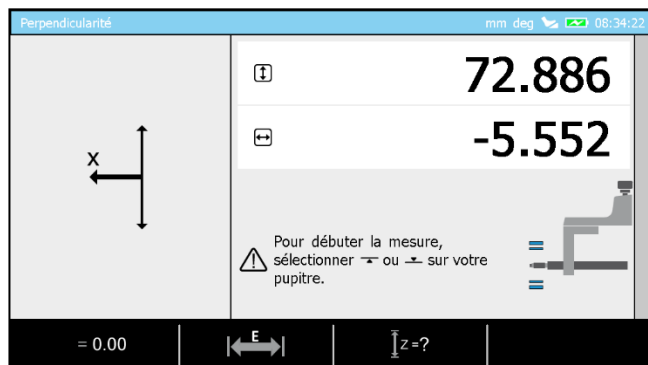 Perpendicularité mm deg 08:34:22
72.886
X
-5.552
Pour débuter la mesure,
sélectionner ou sur votre
pupitre.
= 0.00 E Z=?